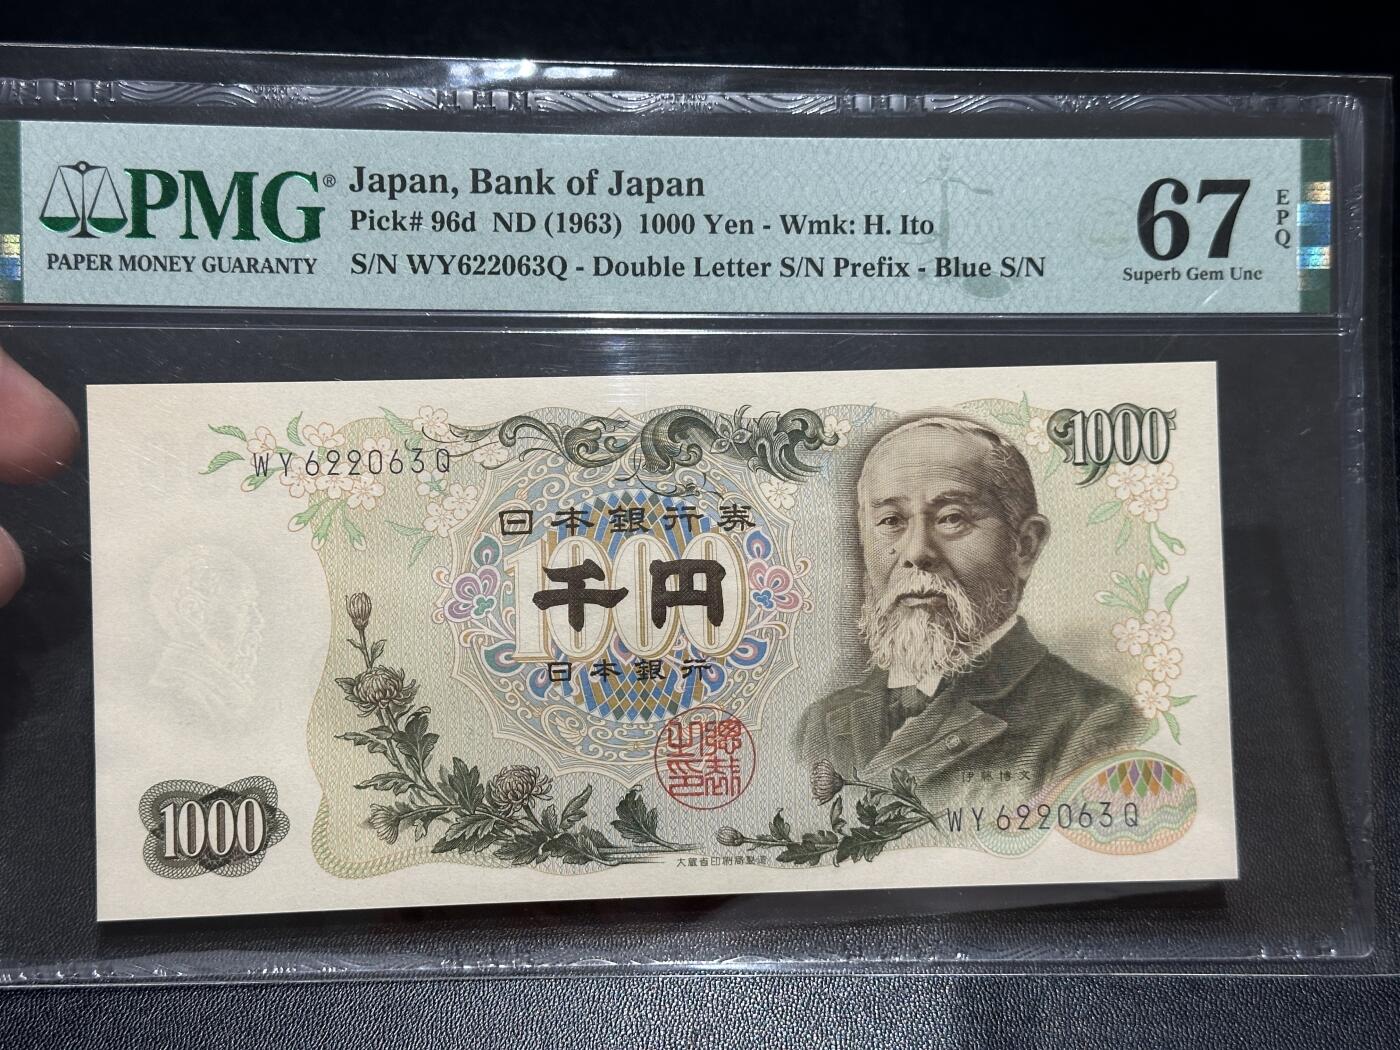 PMG®
PAPER MONEY GUARANTY
Japan, Bank of Japan
Pick# 96d ND (1963) 1000 Yen - Wmk: H. Ito
S/N WY622063Q - Double Letter S/N Prefix - Blue S/N
67
EPQ
Superb Gem Unc
WY622063Q
1000
日本銀行券
1000
千円
日本銀行
伊藤博文
1000
WY622063Q
大蔵省印刷局製造